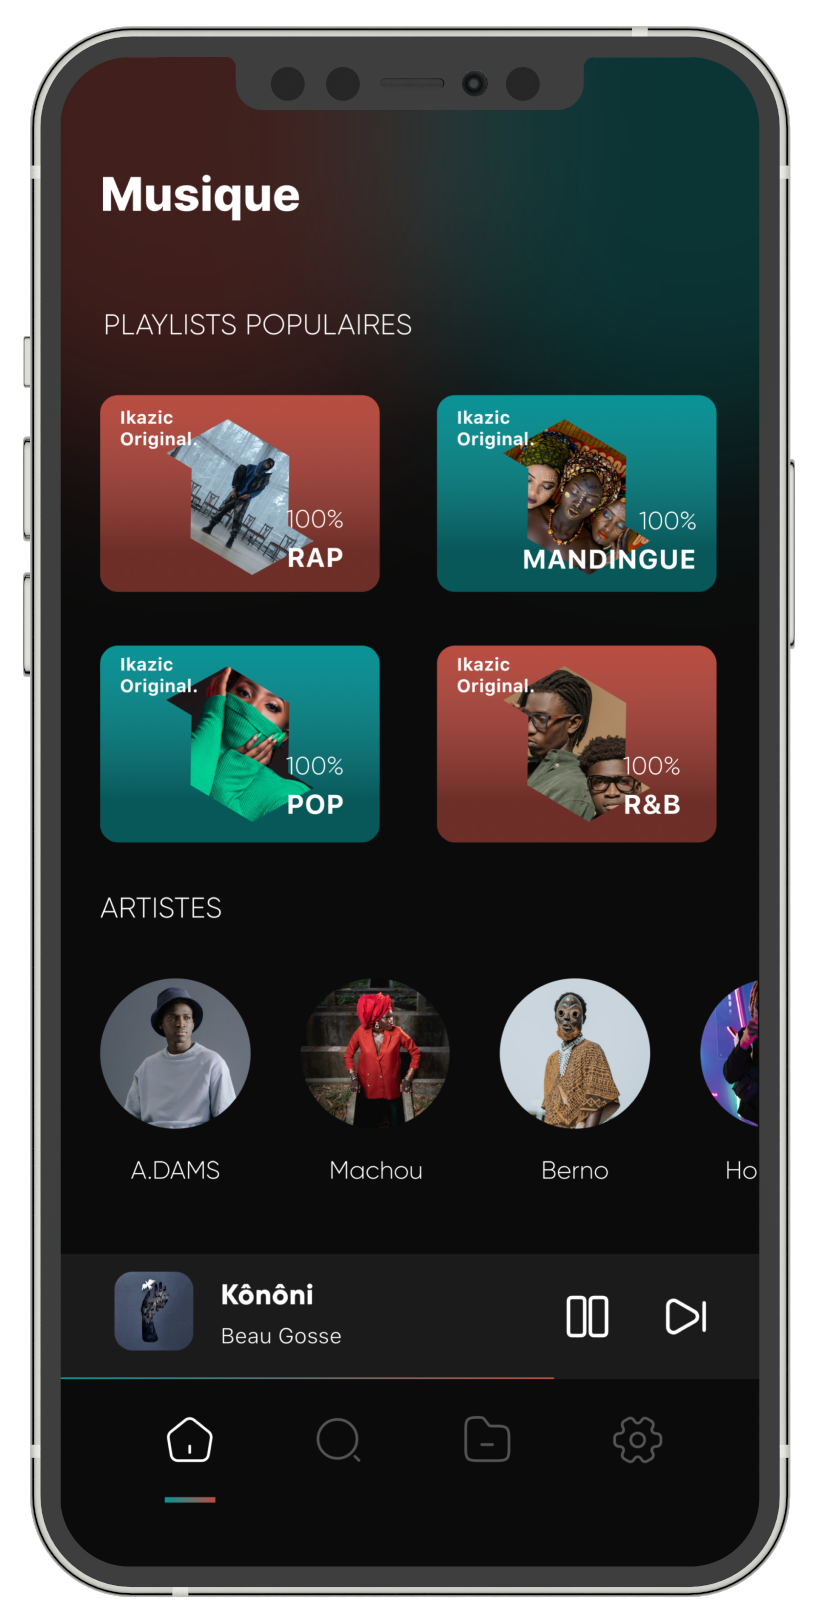 Musique
PLAYLISTS POPULAIRES
Ikazic
Original.
100%
RAP
Ikazic
Original.
100%
MANDINGUE
Ikazic
Original.
100%
POP
Ikazic
Original.
100%
R&B
ARTISTES
A.DAMS
Machou
Berno
Ho
Kônôni
Beau Gosse